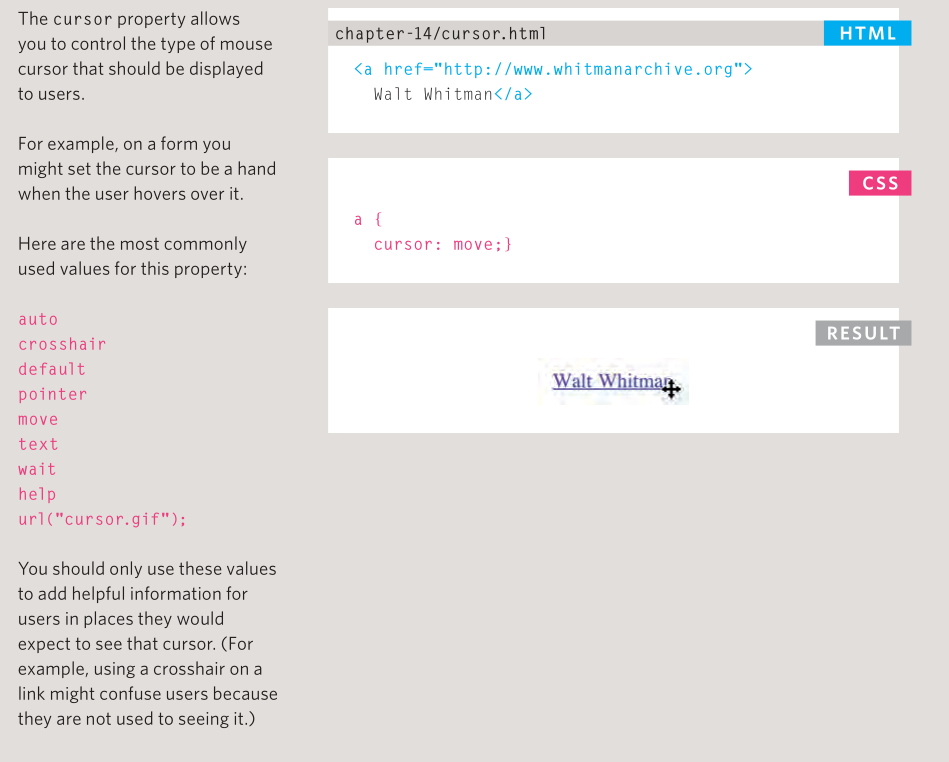 The cursor property allows
you to control the type of mouse
cursor that should be displayed
to users.
For example, on a form you
might set the cursor to be a hand
when the user hovers over it.
Here are the most commonly
used values for this property:
auto
crosshair
default
pointer
move
text
wait
help
url("cursor.gif");
You should only use these values
to add helpful information for
users in places they would
expect to see that cursor. (For
example, using a crosshair on a
link might confuse users because
they are not used to seeing it.)
chapter-14/cursor.html HTML
<a href="http://www.whitmanarchive.org">
Walt Whitman</a>
CSS
a {
cursor: move;}
RESULT
Walt Whitman